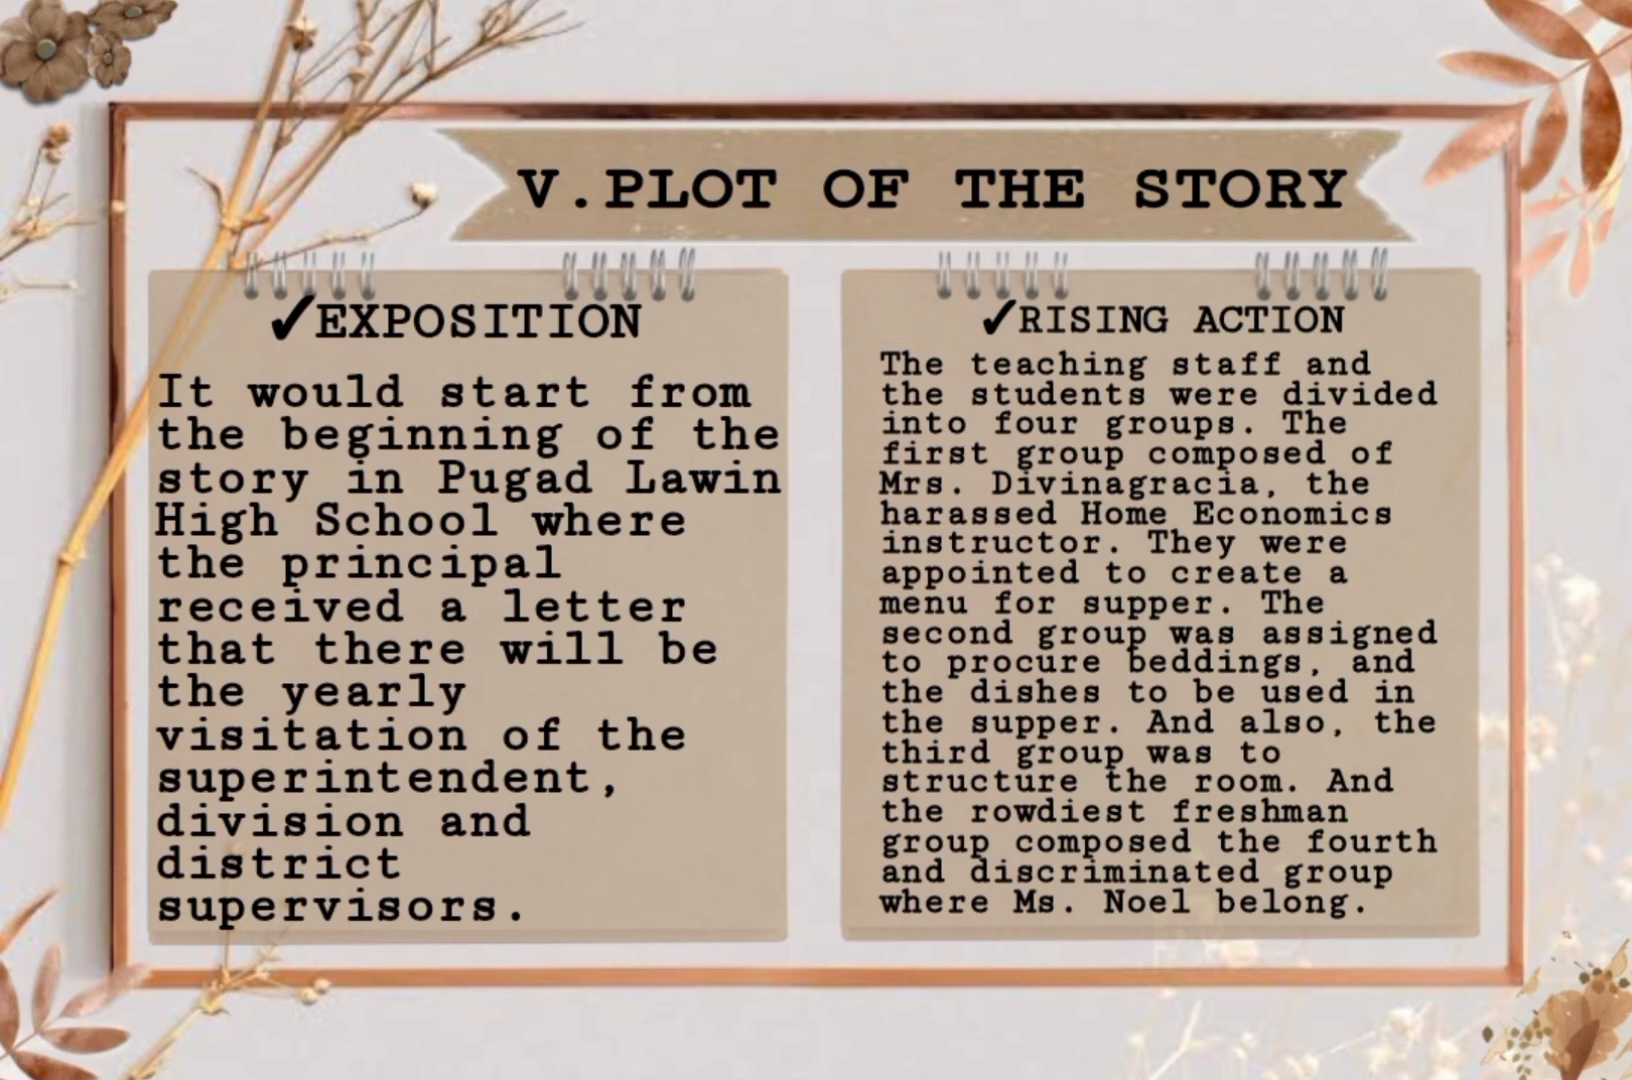 V.PLOT OF THE STORY
✓EXPOSITION
It would start from
the beginning of the
story in Pugad Lawin
High School where
the principal
received a letter
that there will be
the yearly
visitation of the
superintendent,
division and
district
supervisors.
✓RISING ACTION
The teaching staff and
the students were divided
into four groups. The
first group composed of
Mrs. Divinagracia, the
harassed Home Economics
instructor. They were
appointed to create a
menu for supper. The
second group was assigned
to procure beddings, and
the dishes to be used in
the supper. And also, the
third group was to
structure the room. And
the rowdiest freshman
group composed the fourth
and discriminated group
where Ms. Noel belong.